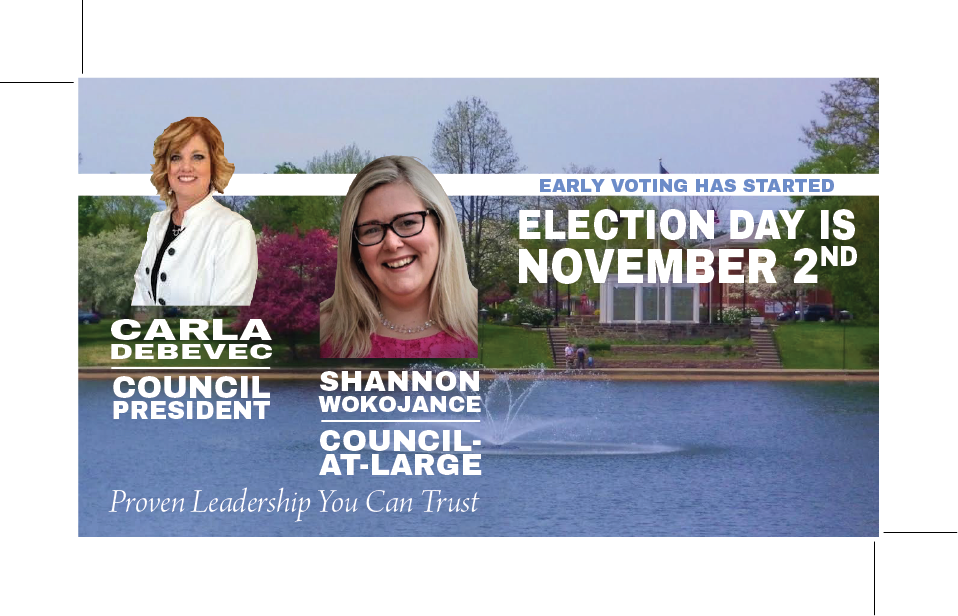 EARLY VOTING HAS STARTED
ELECTION DAY IS
NOVEMBER 2ND
CARLA
DEBEVEC
COUNCIL
PRESIDENT
SHANNON
WOKOJANCE
COUNCIL-
AT-LARGE
Proven Leadership You Can Trust